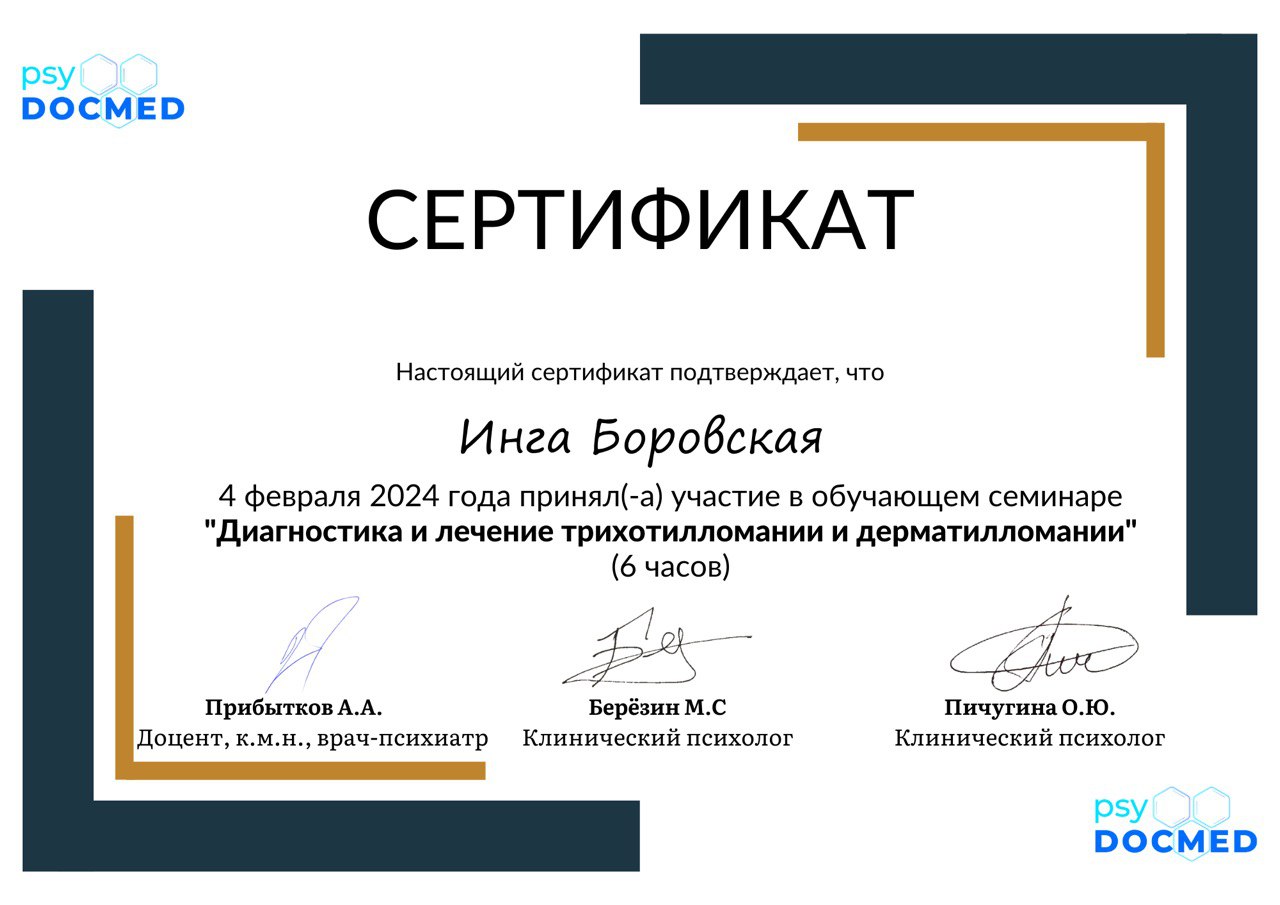 psy
DOCMED
СЕРТИФИКАТ
Настоящий сертификат подтверждает, что
Инга Боровская
4 февраля 2024 года принял(-а) участие в обучающем семинаре
"Диагностика и лечение трихотилломании и дерматилломании"
(6 часов)
Прибытков А.А.
Доцент, к.м.н., врач-психиатр
Берёзин М.С
Клинический психолог
Пичугина О.Ю.
Клинический психолог
psy
DOCMED